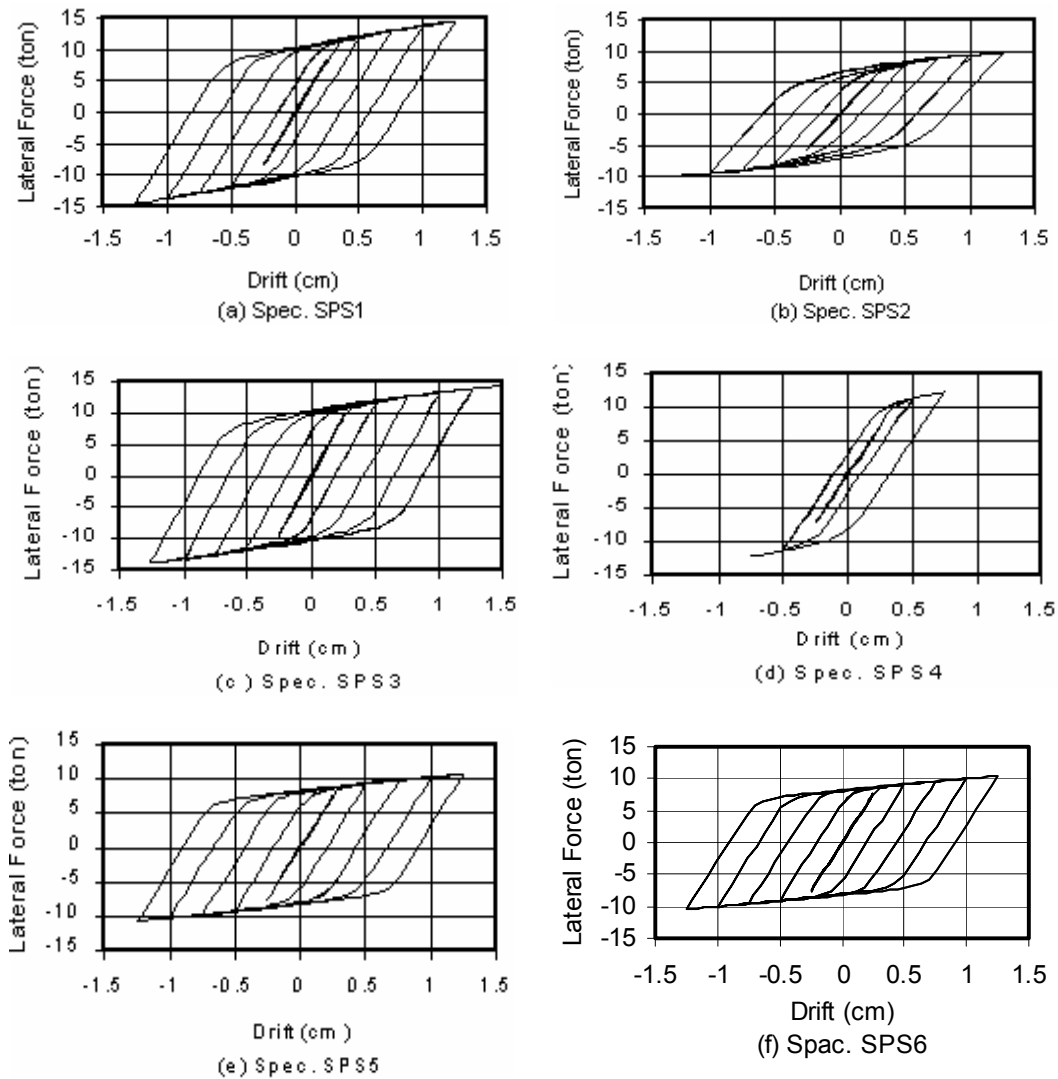 Lateral Force (ton)
15
10
5
0
-5
-10
-15
-1.5 -1 -0.5 0 0.5 1 1.5
Drift (cm)
(a) Spec. SPS1
Lateral Force (ton)
15
10
5
0
-5
-10
-15
-1.5 -1 -0.5 0 0.5 1 1.5
Drift (cm)
(b) Spec. SPS2
Lateral Force (ton)
15
10
5
0
-5
-10
-15
-1.5 -1 -0.5 0 0.5 1 1.5
Drift (cm)
(c) Spec. SPS3
Lateral Force (ton)
15
10
5
0
-5
-10
-15
-1.5 -1 -0.5 0 0.5 1 1.5
Drift (cm)
(d) Spec. SPS4
Lateral Force (ton)
15
10
5
0
-5
-10
-15
-1.5 -1 -0.5 0 0.5 1 1.5
Drift (cm)
(e) Spec. SPS5
Lateral Force (ton)
15
10
5
0
-5
-10
-15
-1.5 -1 -0.5 0 0.5 1 1.5
Drift (cm)
(f) Spac. SPS6